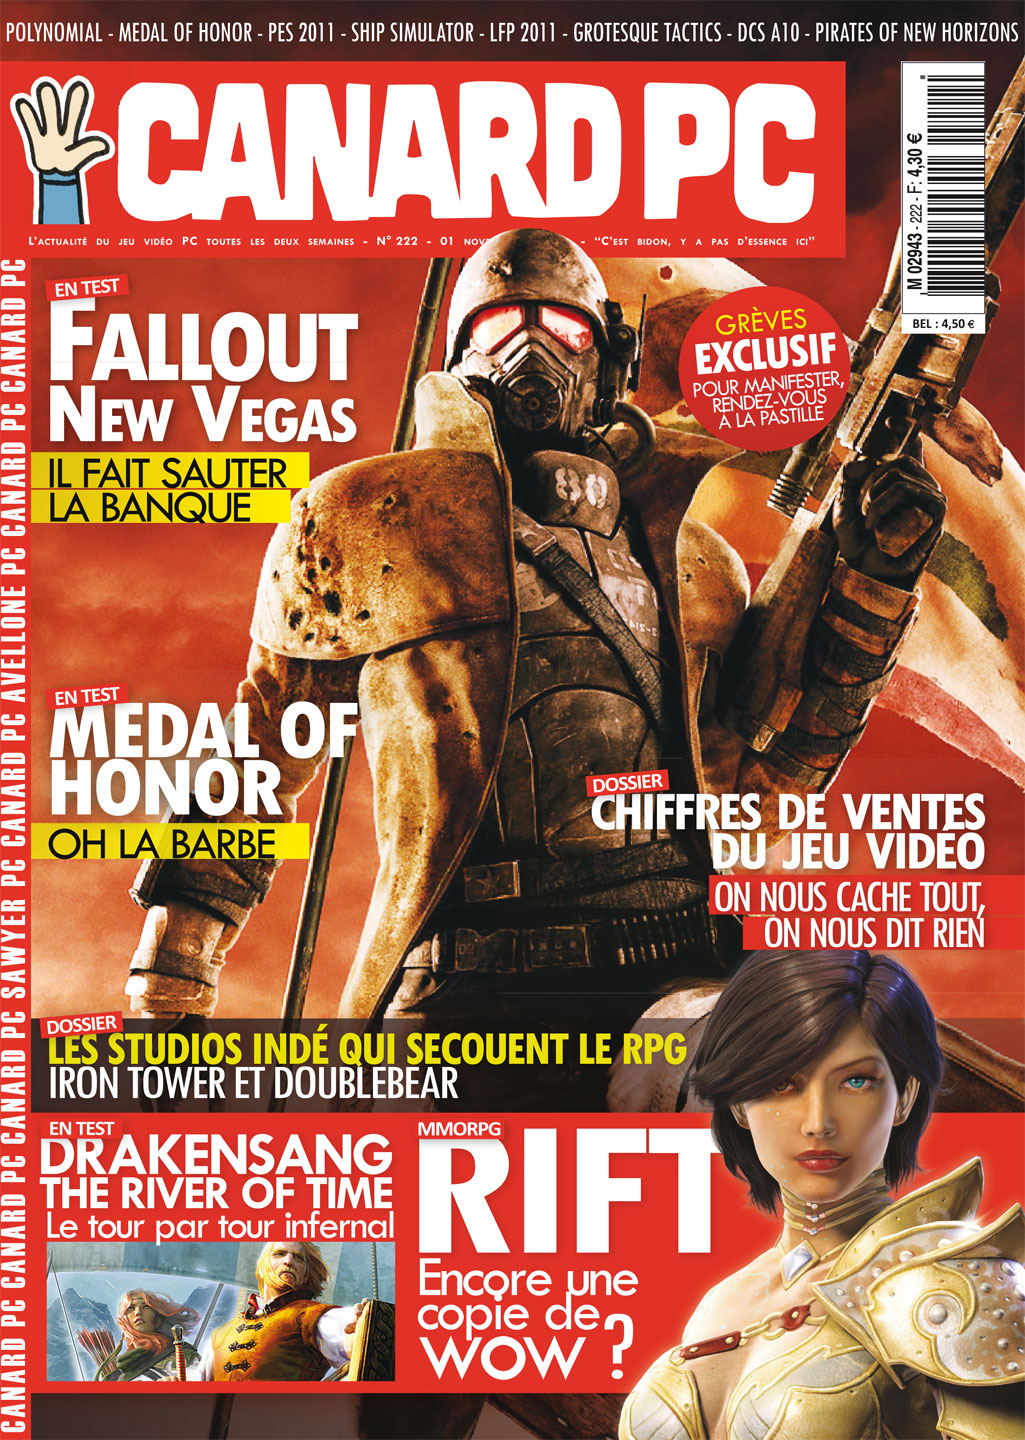 POLYNOMIAL - MEDAL OF HONOR - PES 2011 - SHIP SIMULATOR - LFP 2011 - GROTESQUE TACTICS - DCS A10 - PIRATES OF NEW HORIZONS
CANARD PC
L'ACTUALITÉ DU JEU VIDÉO PC TOUTES LES DEUX SEMAINES - N° 222 - 01 NOV - "C'EST BIDON, Y A PAS D'ESSENCE ICI"
M 02943 - 222 - F: 4,30 €
BEL : 4,50 €
EN TEST
FALLOUT
NEW VEGAS
IL FAIT SAUTER
LA BANQUE
GRÈVES
EXCLUSIF
POUR MANIFESTER,
RENDEZ-VOUS
À LA PASTILLE
80
EN TEST
MEDAL OF
HONOR
OH LA BARBE
DOSSIER
CHIFFRES DE VENTES
DU JEU VIDÉO
ON NOUS CACHE TOUT,
ON NOUS DIT RIEN
DOSSIER
LES STUDIOS INDÉ QUI SECOUENT LE RPG
IRON TOWER ET DOUBLEBEAR
EN TEST
DRAKENSANG
THE RIVER OF TIME
Le tour par tour infernal
MMORPG
RIFT
Encore une
copie de
WOW ?
CANARD PC CANARD PC CANARD PC SAWYER PC CANARD PC CANARD PC AVELLONE PC CANARD PC CANARD PC